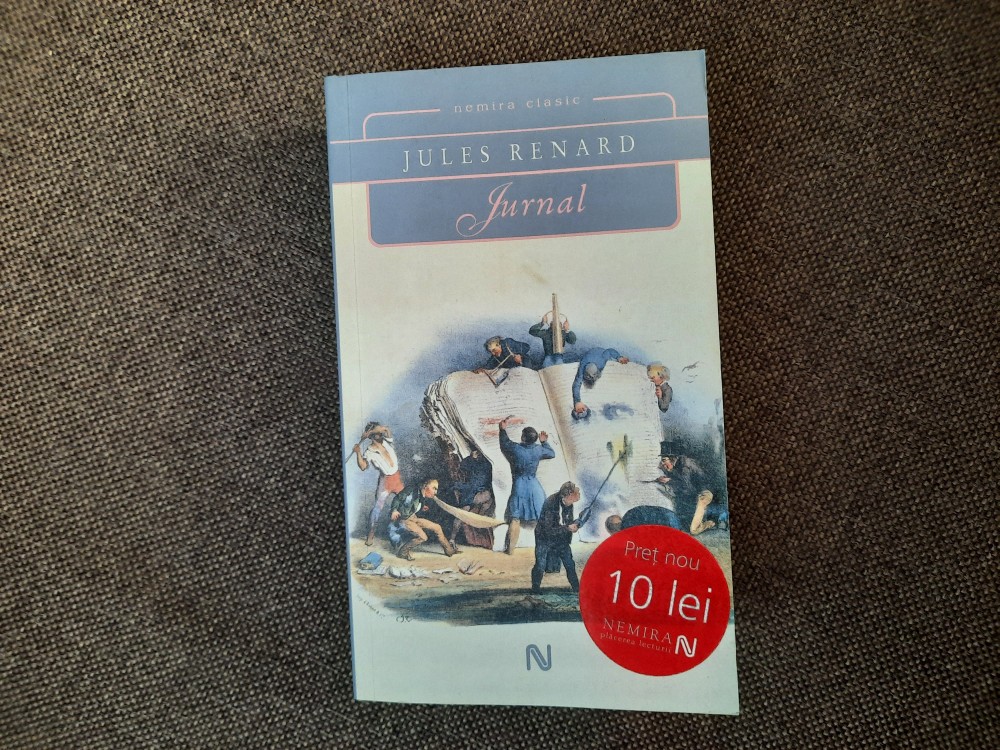 nemira clasic
JULES RENARD
Jurnal
Preț nou
10 lei
NEMIRA
plăcerea lecturii